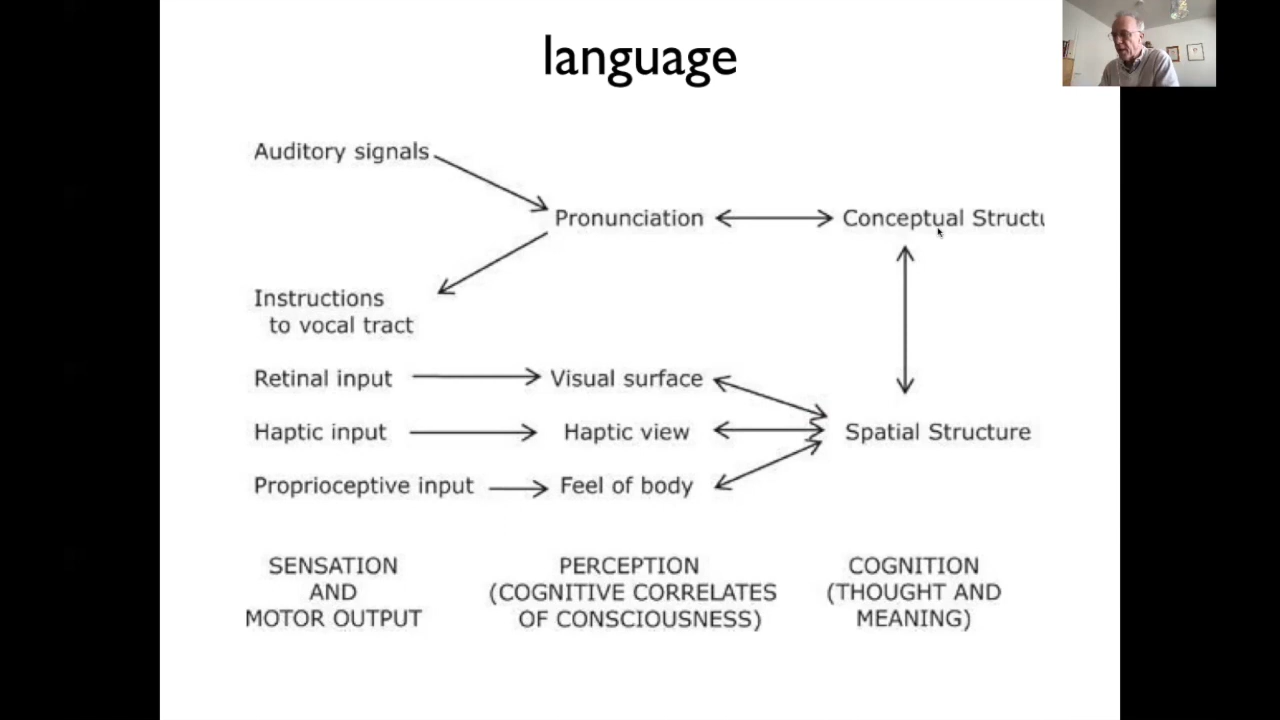 language
Auditory signals
Pronunciation
Conceptual Structu
Instructions
to vocal tract
Retinal input
Visual surface
Haptic input
Haptic view
Spatial Structure
Proprioceptive input
Feel of body
SENSATION
AND
MOTOR OUTPUT
PERCEPTION
(COGNITIVE CORRELATES
OF CONSCIOUSNESS)
COGNITION
(THOUGHT AND
MEANING)